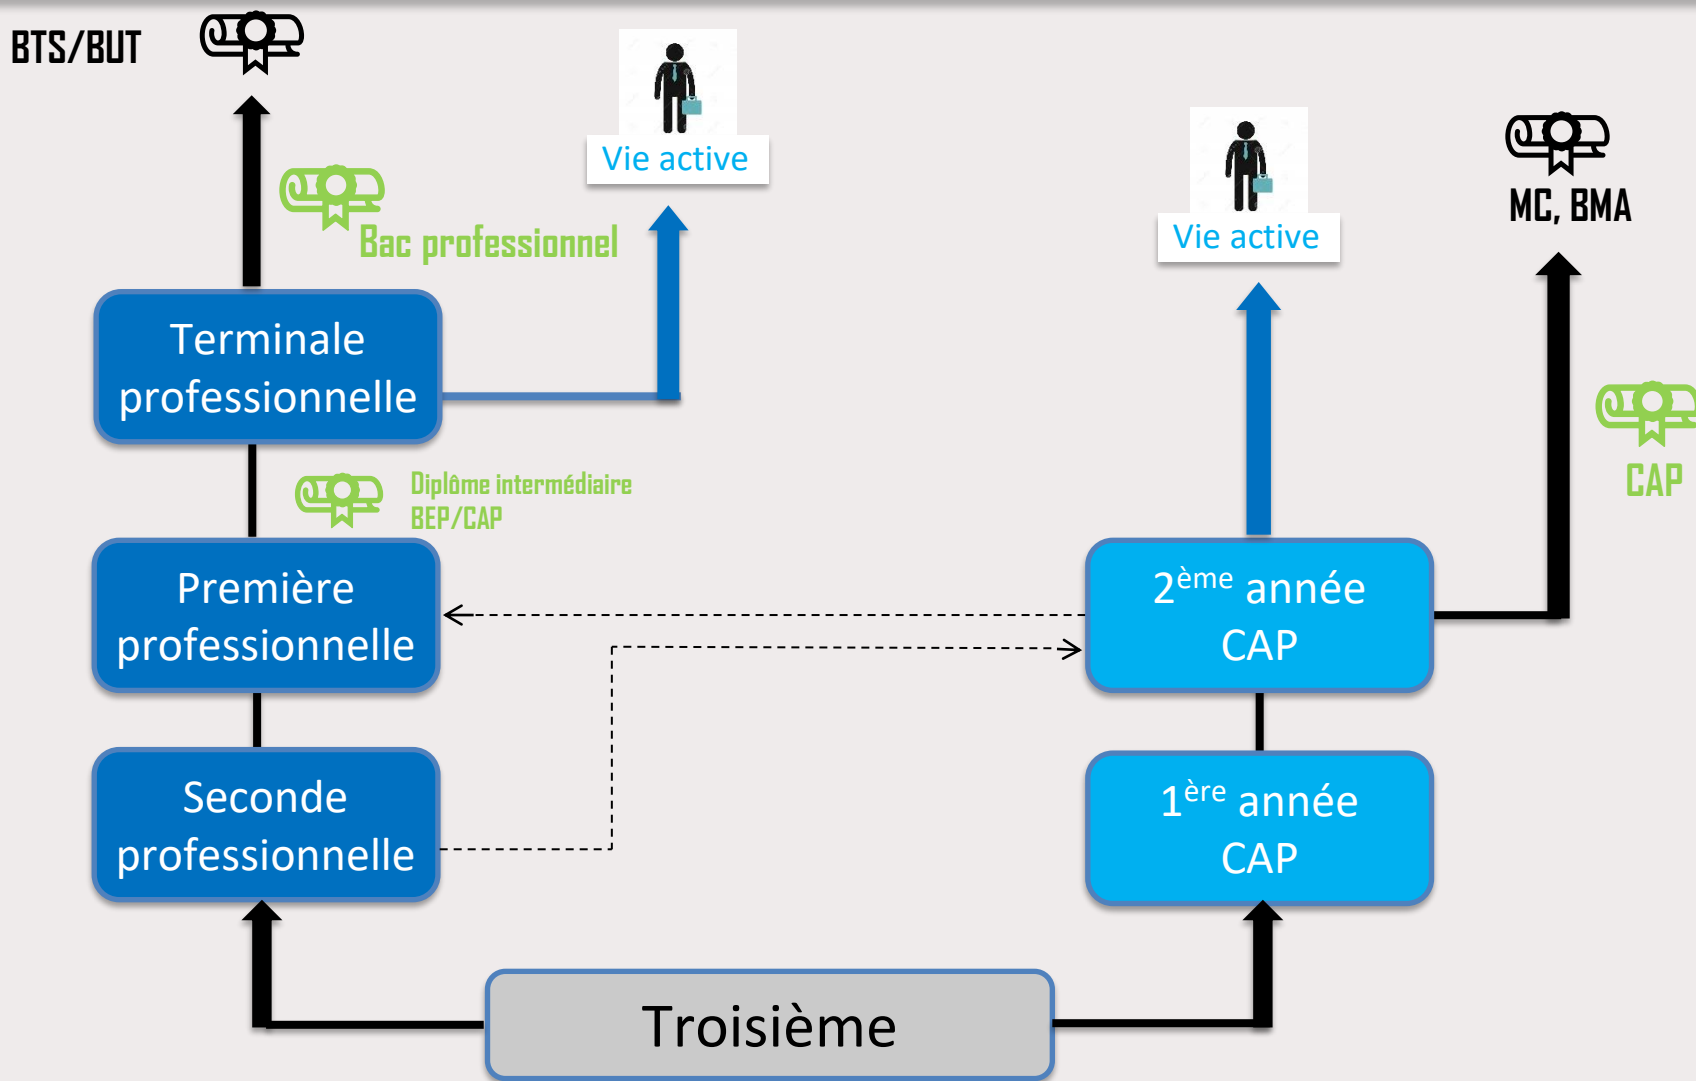 BTS/BUT
Vie active
Bac professionnel
Vie active
MC, BMA
Terminale
professionnelle
CAP
Diplôme intermédiaire
BEP/CAP
Première
professionnelle
2ème année
CAP
Seconde
professionnelle
1ère année
CAP
Troisième